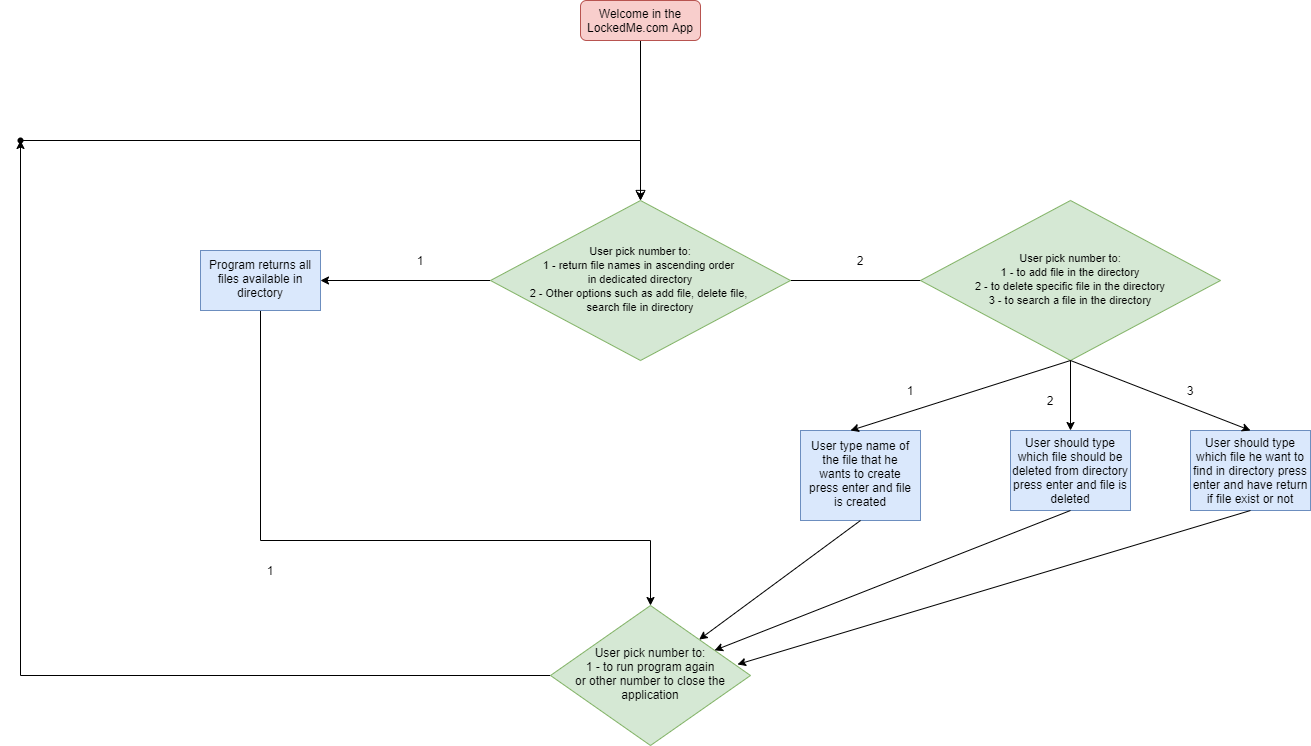 Welcome in the
LockedMe.com App
User pick number to:
1 - return file names in ascending order
in dedicated directory
2 - Other options such as add file, delete file,
search file in directory
1
2
Program returns all
files available in
directory
User pick number to:
1 - to add file in the directory
2 - to delete specific file in the directory
3 - to search a file in the directory
1
2
3
User type name of
the file that he
wants to create
press enter and file
is created
User should type
which file should be
deleted from directory
press enter and file is
deleted
User should type
which file he want to
find in directory press
enter and have return
if file exist or not
1
User pick number to:
1 - to run program again
or other number to close the
application